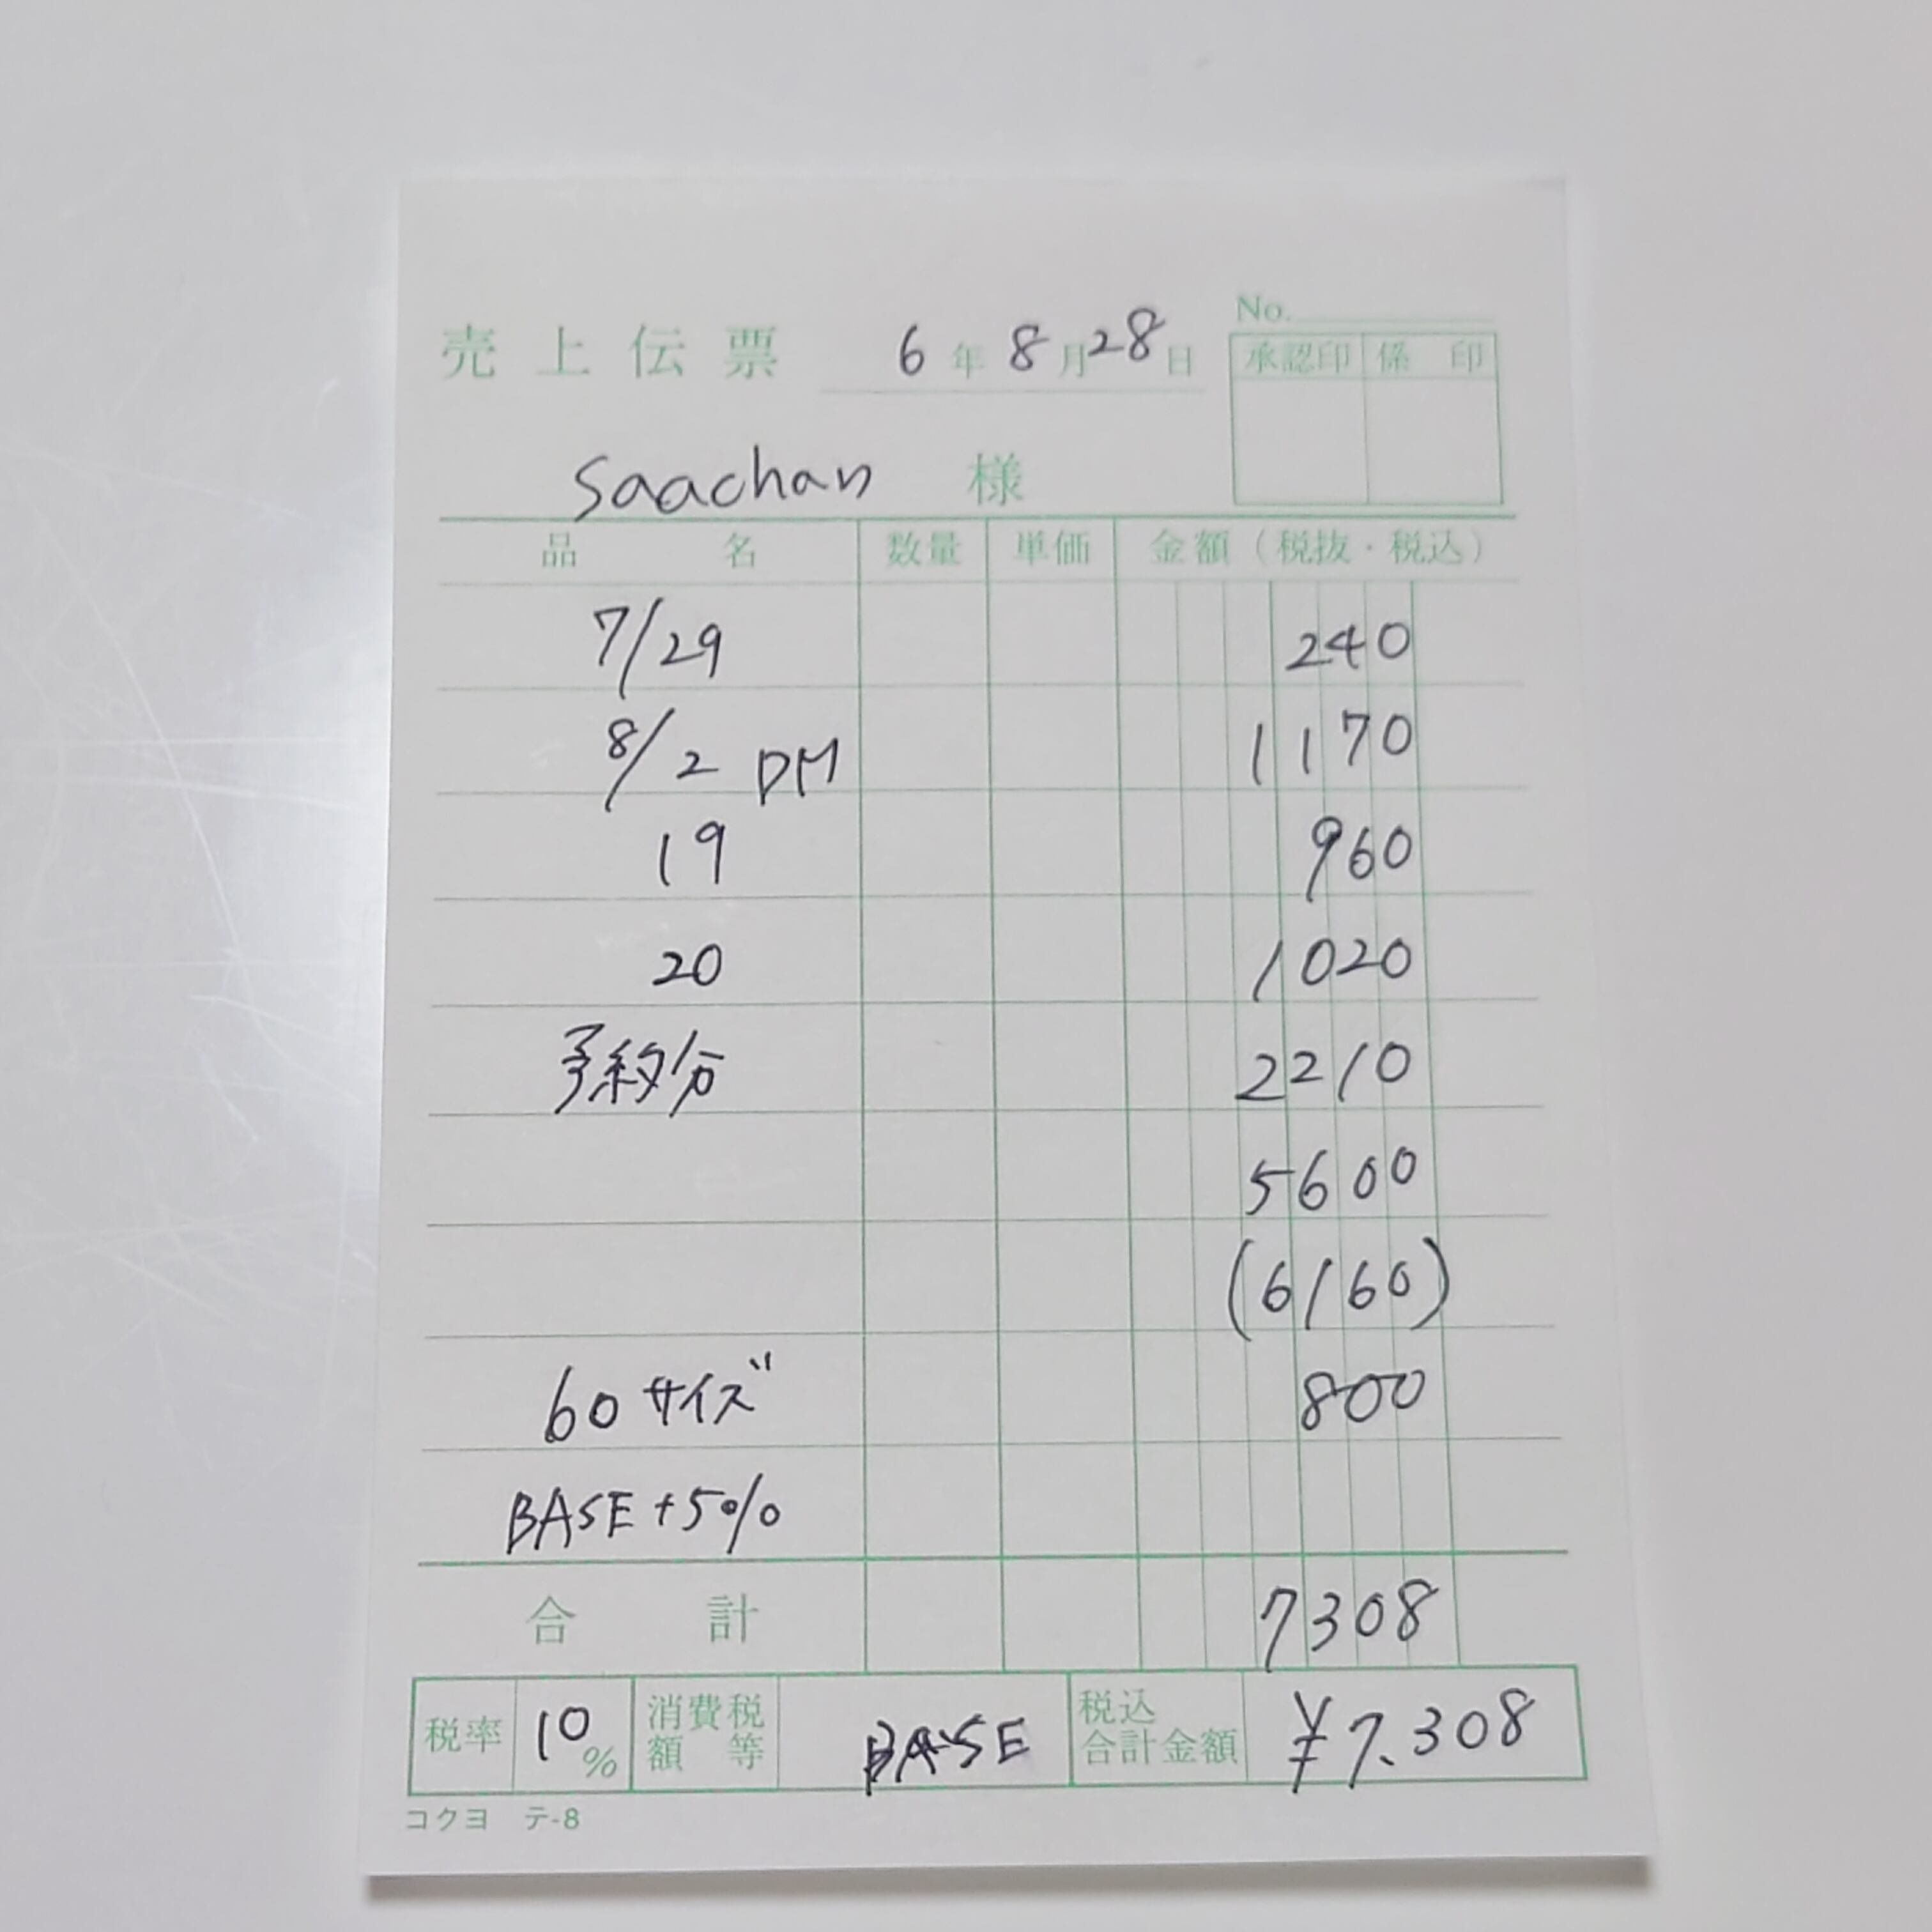 No.
売上伝票 6年8月28日
承認印 係印
Saachan 様
品名 数量 単価 金額(税抜・税込)
7/29 240
8/2 DM 1170
19 960
20 1020
予約分 2210
5600
(6160)
60サイズ 800
BASE+5%
合計 7308
税率 10% 消費税額等 BASE 税込合計金額 ¥7.308
コクヨ テ-8